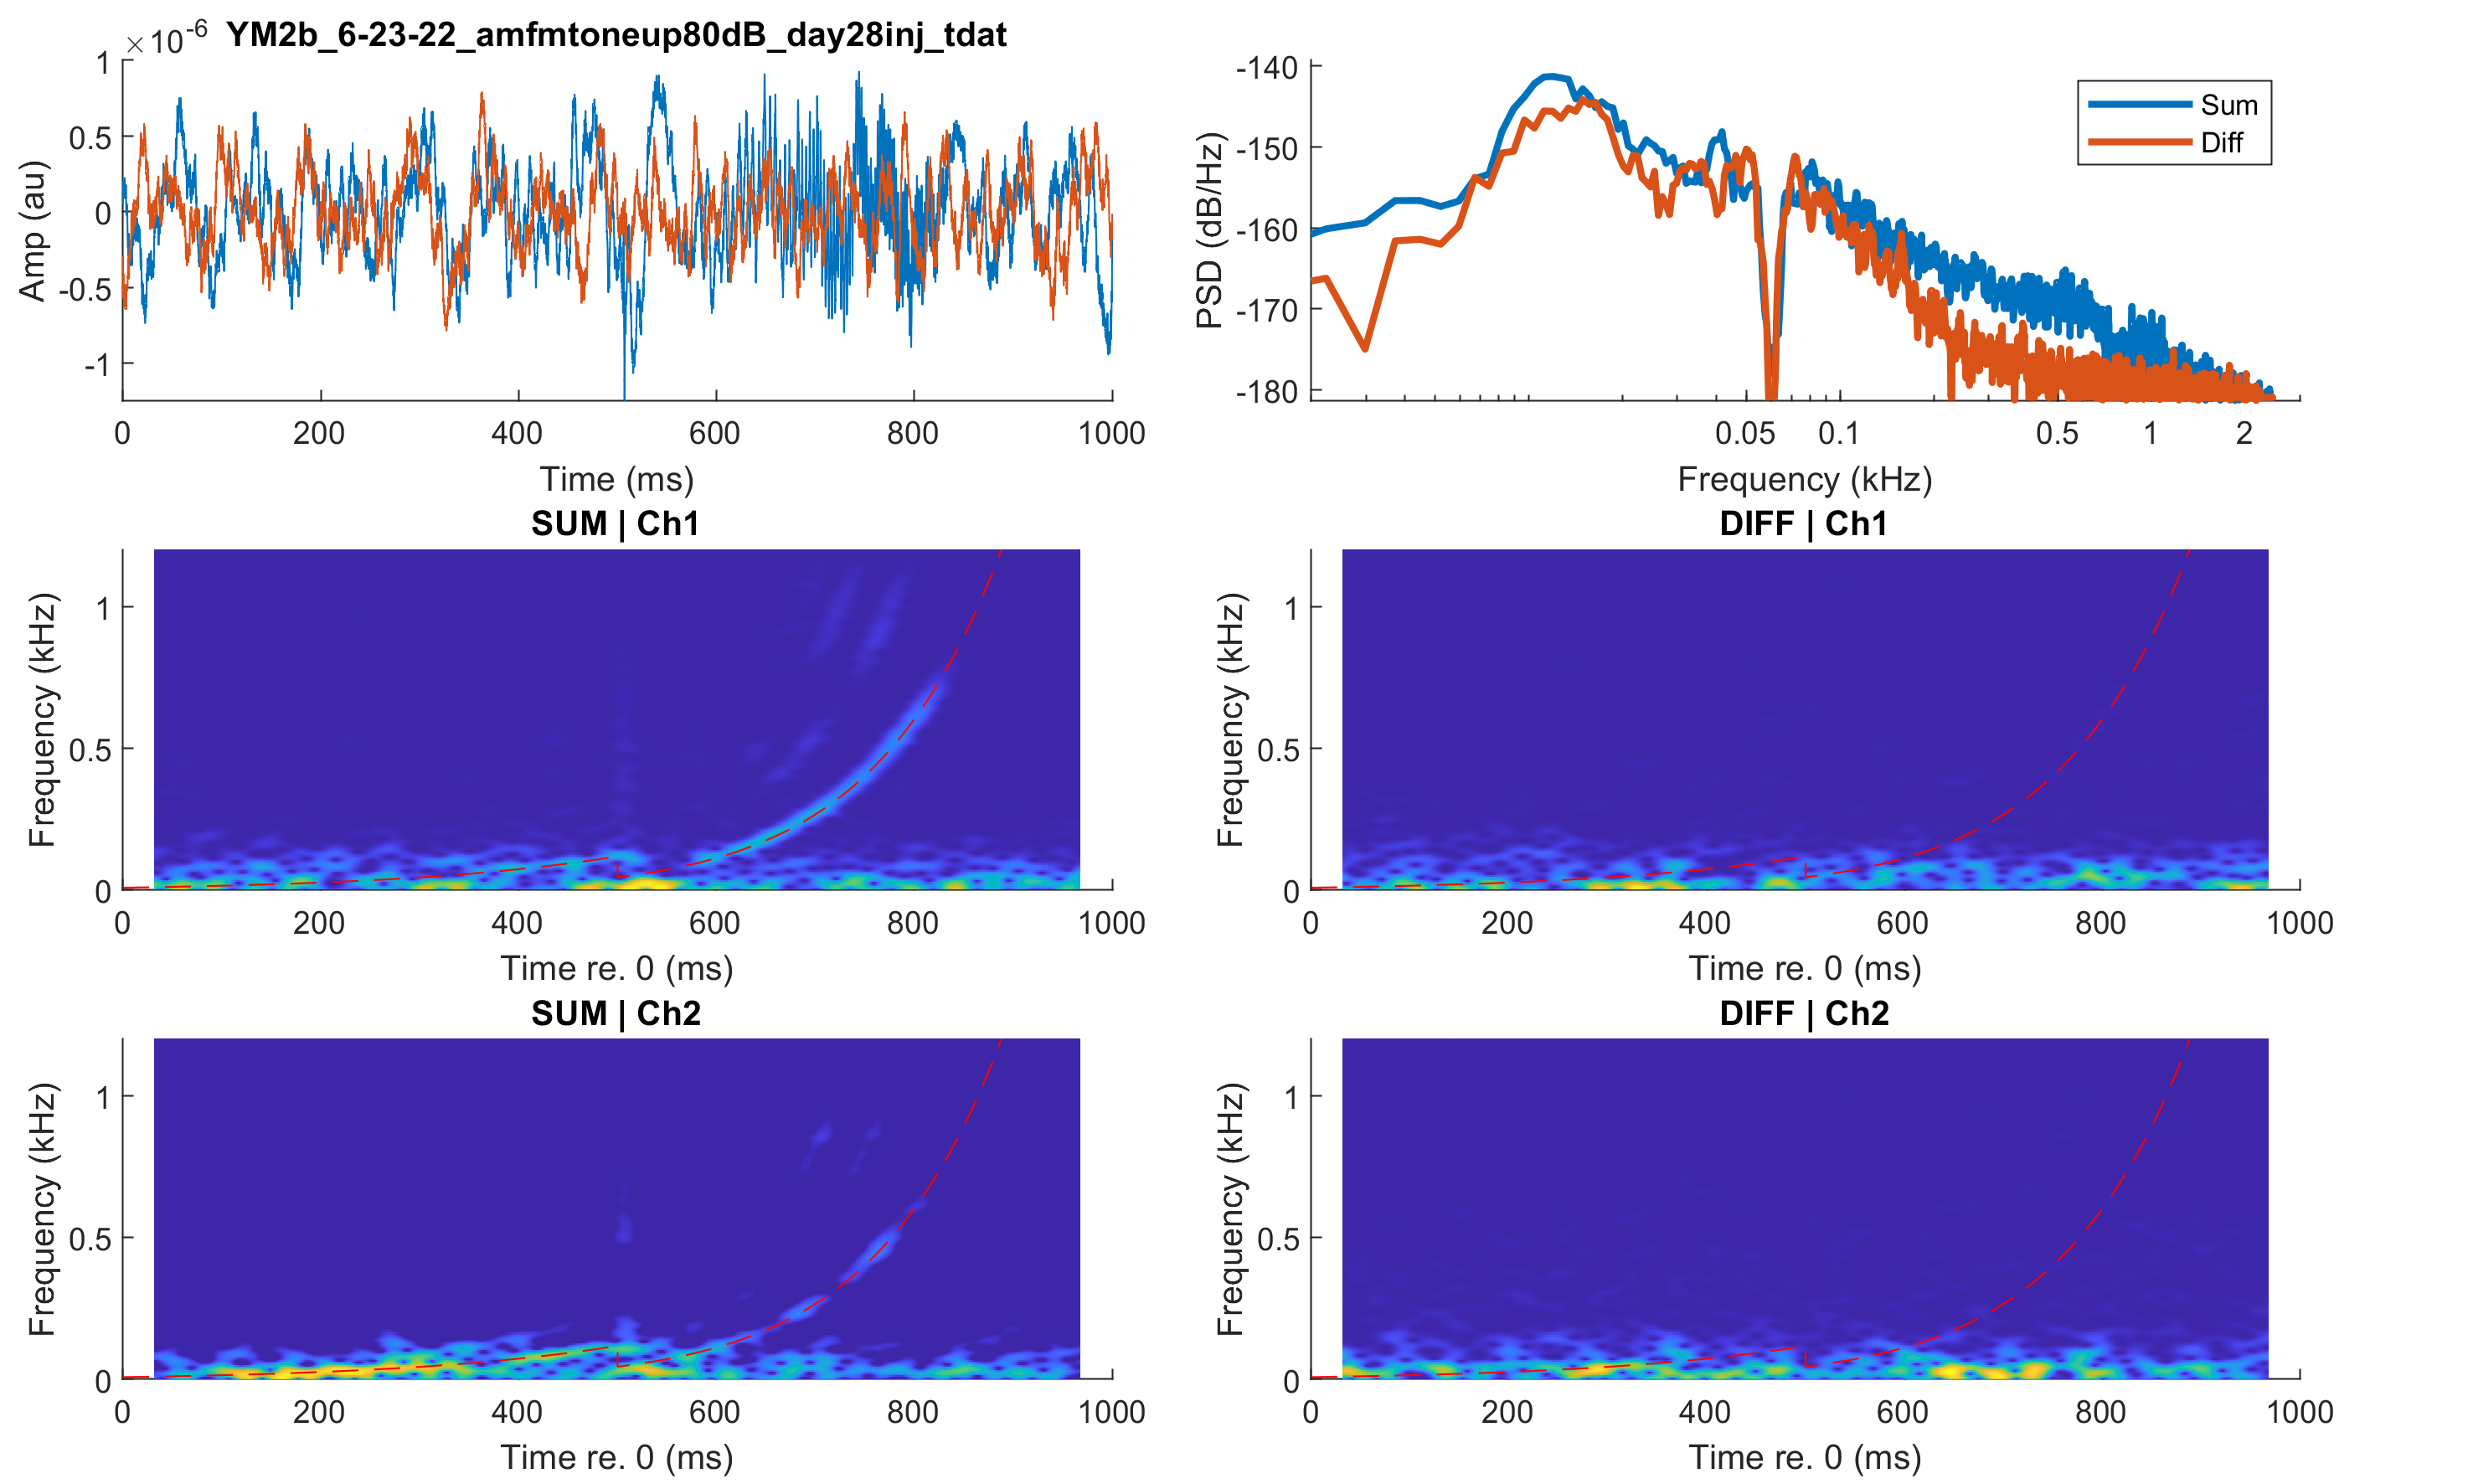 ×10-6 YM2b_6-23-22_amfmtoneup80dB_day28inj_tdat
Amp (au)
1
0.5
0
-0.5
-1
0 200 400 600 800 1000
Time (ms)
PSD (dB/Hz)
-140
-150
-160
-170
-180
Sum
Diff
0.05 0.1 0.5 1 2
Frequency (kHz)
SUM | Ch1
Frequency (kHz)
1
0.5
0
0 200 400 600 800 1000
Time re. 0 (ms)
DIFF | Ch1
Frequency (kHz)
1
0.5
0
0 200 400 600 800 1000
Time re. 0 (ms)
SUM | Ch2
Frequency (kHz)
1
0.5
0
0 200 400 600 800 1000
Time re. 0 (ms)
DIFF | Ch2
Frequency (kHz)
1
0.5
0
0 200 400 600 800 1000
Time re. 0 (ms)